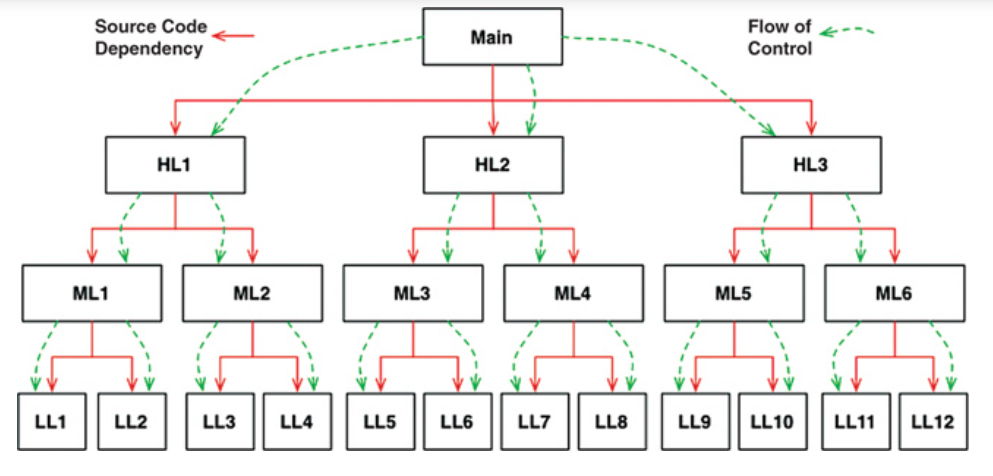 Source Code
Dependency
Main
Flow of
Control
HL1
HL2
HL3
ML1
ML2
ML3
ML4
ML5
ML6
LL1
LL2
LL3
LL4
LL5
LL6
LL7
LL8
LL9
LL10
LL11
LL12